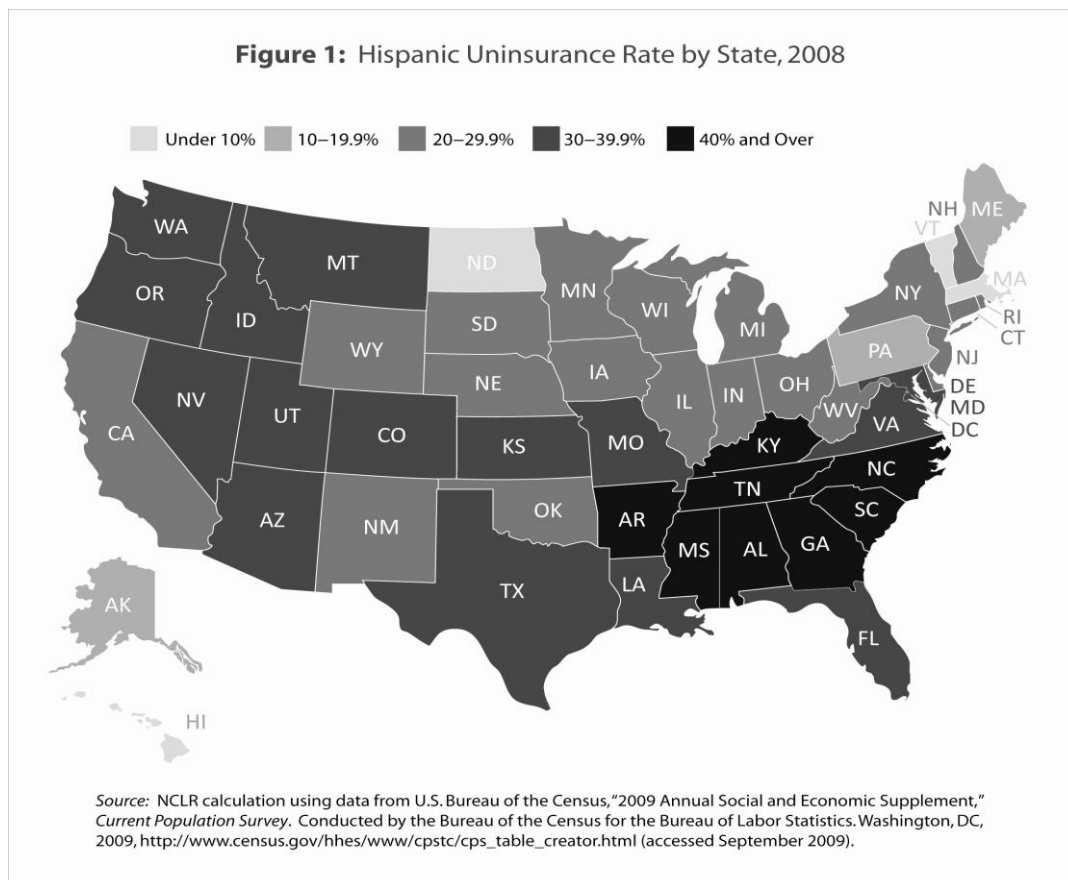 Figure 1: Hispanic Uninsurance Rate by State, 2008
Under 10% 10–19.9% 20–29.9% 30–39.9% 40% and Over
WA
OR
ID
MT
ND
MN
SD
WY
NE
IA
WI
MI
IL
IN
OH
NY
PA
VT
NH
ME
MA
RI
CT
NJ
DE
MD
DC
WV
VA
KY
NC
TN
SC
GA
AL
MS
AR
LA
FL
MO
KS
OK
TX
CO
NM
AZ
UT
NV
CA
AK
HI
Source: NCLR calculation using data from U.S. Bureau of the Census, “2009 Annual Social and Economic Supplement,”
Current Population Survey. Conducted by the Bureau of the Census for the Bureau of Labor Statistics. Washington, DC,
2009, http://www.census.gov/hhes/www/cpstc/cps_table_creator.html (accessed September 2009).